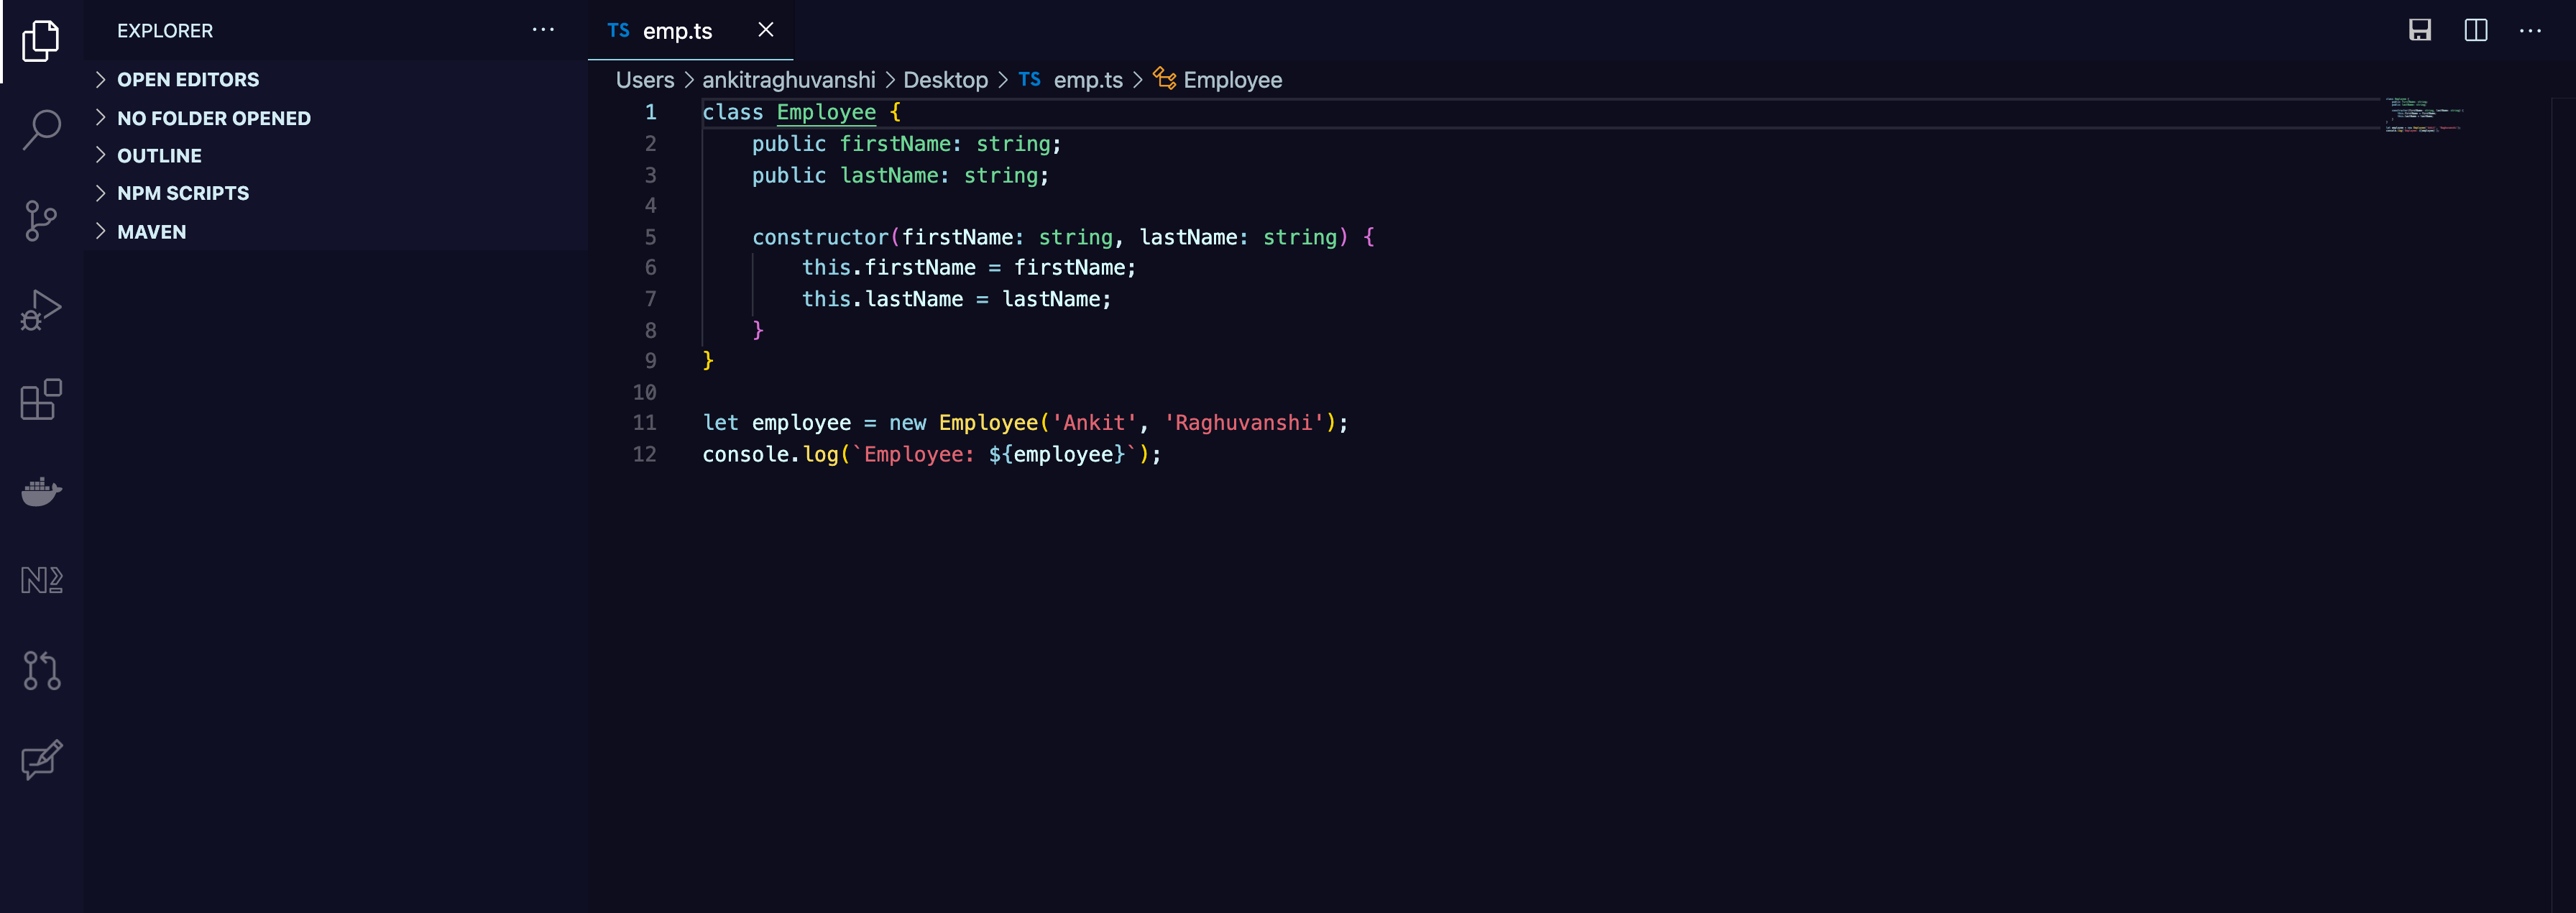 EXPLORER
OPEN EDITORS
NO FOLDER OPENED
OUTLINE
NPM SCRIPTS
MAVEN
TS emp.ts
Users > ankitraghuvanshi > Desktop > TS emp.ts > Employee
1 class Employee {
2     public firstName: string;
3     public lastName: string;
4
5     constructor(firstName: string, lastName: string) {
6         this.firstName = firstName;
7         this.lastName = lastName;
8     }
9 }
10
11 let employee = new Employee('Ankit', 'Raghuvanshi');
12 console.log(`Employee: ${employee}`);